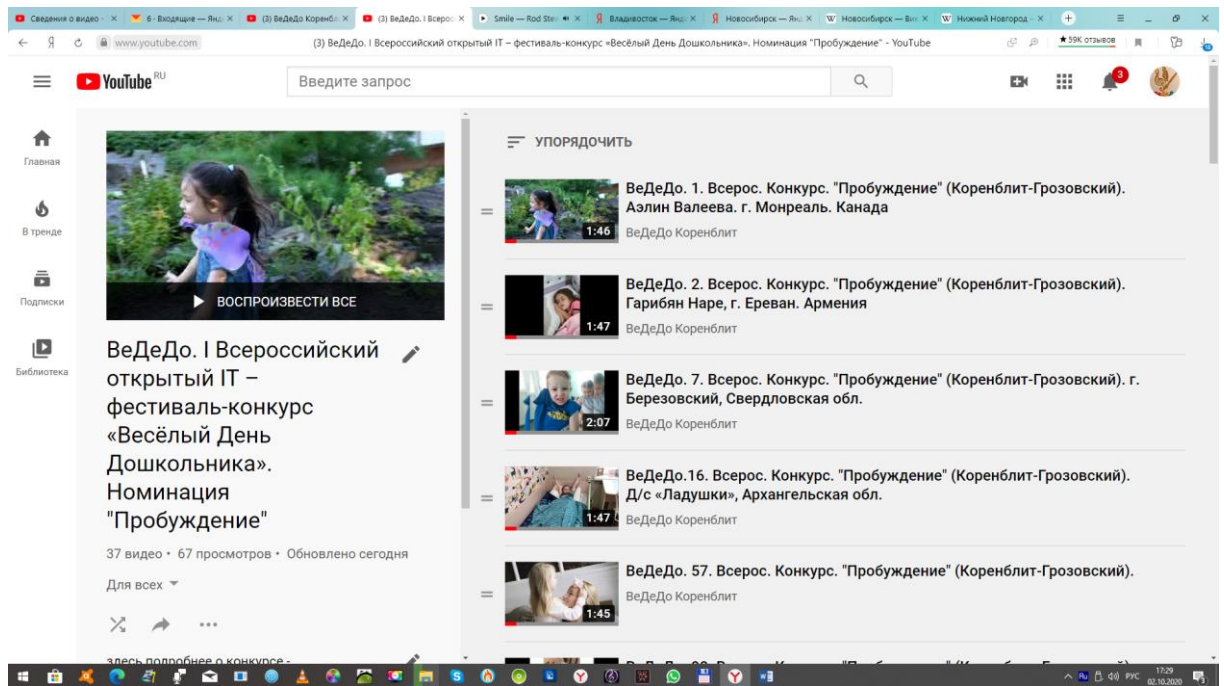 Сведения о видео -
6 · Входящие — Янд
(3) ВеДеДо Коренбл
(3) ВеДеДо. I Всерос
Smile — Rod Ste
Владивосток — Янд
Новосибирск — Янд
Новосибирск — Ви
Нижний Новгород -
Я
www.youtube.com
(3) ВеДеДо. I Всероссийский открытый IT – фестиваль-конкурс «Весёлый День Дошкольника». Номинация "Пробуждение" - YouTube
★ 59K отзывов
YouTube RU
Введите запрос
3
Главная
В тренде
Подписки
Библиотека
ВОСПРОИЗВЕСТИ ВСЕ
ВеДеДо. I Всероссийский
открытый IT –
фестиваль-конкурс
«Весёлый День
Дошкольника».
Номинация
"Пробуждение"
37 видео • 67 просмотров • Обновлено сегодня
Для всех
здесь подробнее о конкурсе -
УПОРЯДОЧИТЬ
ВеДеДо. 1. Всерос. Конкурс. "Пробуждение" (Коренблит-Грозовский).
Аэлин Валеева. г. Монреаль. Канада
1:46
ВеДеДо Коренблит
ВеДеДо. 2. Всерос. Конкурс. "Пробуждение" (Коренблит-Грозовский).
Гарибян Наре, г. Ереван. Армения
1:47
ВеДеДо Коренблит
ВеДеДо. 7. Всерос. Конкурс. "Пробуждение" (Коренблит-Грозовский). г.
Березовский, Свердловская обл.
2:07
ВеДеДо Коренблит
ВеДеДо.16. Всерос. Конкурс. "Пробуждение" (Коренблит-Грозовский).
Д/с «Ладушки», Архангельская обл.
1:47
ВеДеДо Коренблит
ВеДеДо. 57. Всерос. Конкурс. "Пробуждение" (Коренблит-Грозовский).
1:45
ВеДеДо Коренблит
Ru
РУС
17:29
02.10.2020